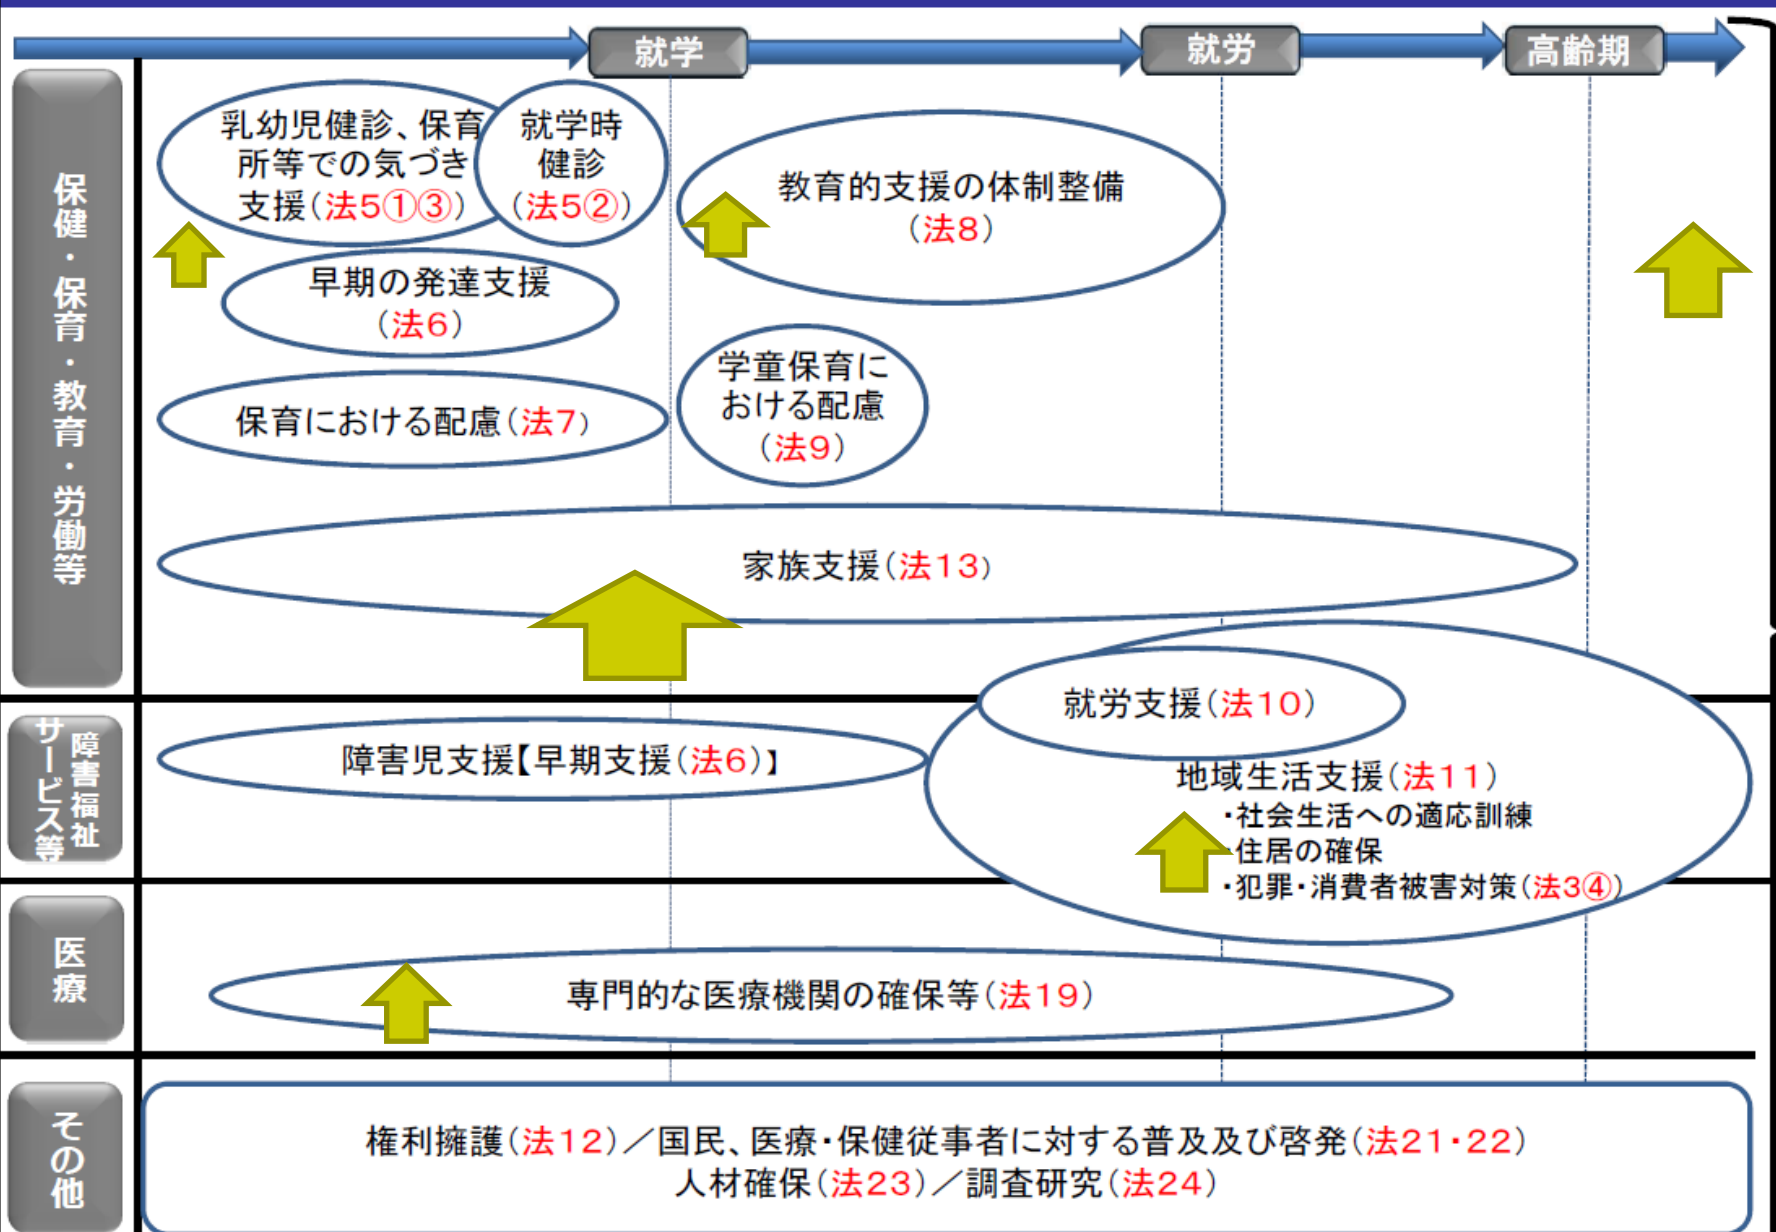 就学
就労
高齢期
保健・保育・教育・労働等
乳幼児健診、保育
所等での気づき
支援(法5①③)
就学時
健診
(法5②)
教育的支援の体制整備
(法8)
早期の発達支援
(法6)
学童保育に
おける配慮
(法9)
保育における配慮(法7)
家族支援(法13)
障害福祉
サービス等
就労支援(法10)
障害児支援【早期支援(法6)】
地域生活支援(法11)
・社会生活への適応訓練
・住居の確保
・犯罪・消費者被害対策(法3④)
医療
専門的な医療機関の確保等(法19)
その他
権利擁護(法12)／国民、医療・保健従事者に対する普及及び啓発(法21・22)
人材確保(法23)／調査研究(法24)